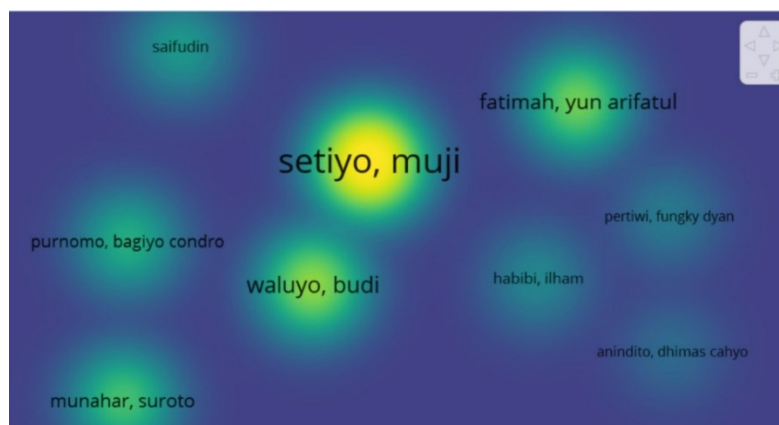 saifudin
fatimah, yun arifatul
setiyo, muji
pertiwi, fungky dyan
purnomo, bagiyo condro
habibi, ilham
waluyo, budi
anindito, dhimas cahyo
munahar, suroto